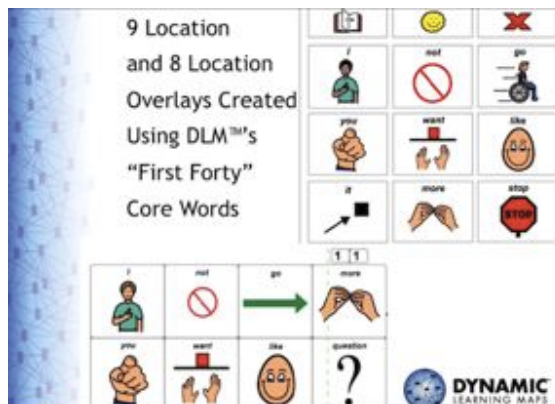 9 Location
and 8 Location
Overlays Created
Using DLM™'s
"First Forty"
Core Words
i not go
you want like
it more stop
STOP
1 1
i not go more
you want like question
?
DYNAMIC
LEARNING MAPS